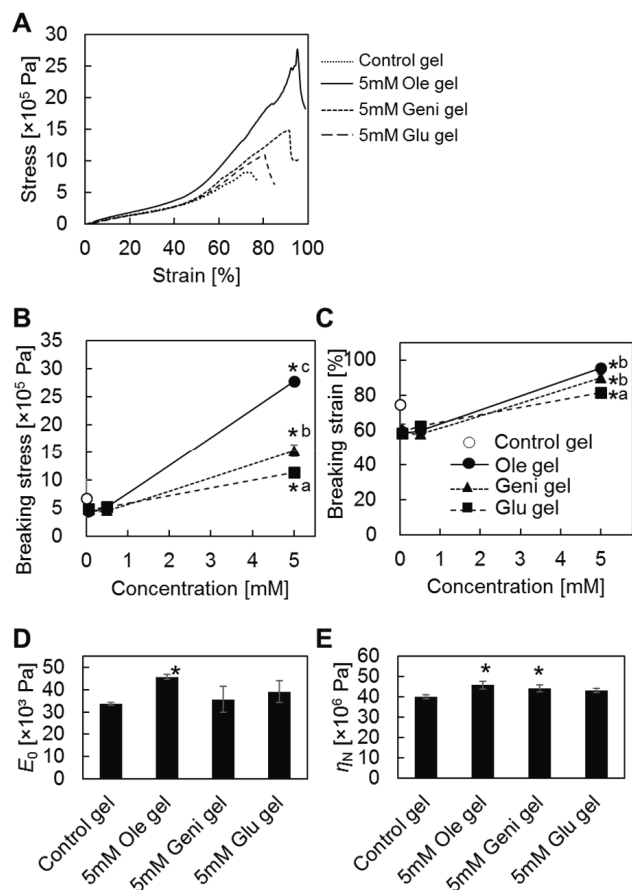 A
Stress [×10⁵ Pa]
30
25
20
15
10
5
0
0 20 40 60 80 100
Strain [%]
Control gel
5mM Ole gel
5mM Geni gel
5mM Glu gel
B
Breaking stress [×10⁵ Pa]
35
30
25
20
15
10
5
0
* c
* b
* a
0 1 2 3 4 5
Concentration [mM]
C
Breaking strain [%]
100
80
60
40
20
0
*b
*b
*a
Control gel
Ole gel
Geni gel
Glu gel
0 1 2 3 4 5
Concentration [mM]
D
E₀ [×10³ Pa]
50
40
30
20
10
0
*
Control gel
5mM Ole gel
5mM Geni gel
5mM Glu gel
E
ηN [×10⁶ Pa]
60
50
40
30
20
10
0
* *
Control gel
5mM Ole gel
5mM Geni gel
5mM Glu gel